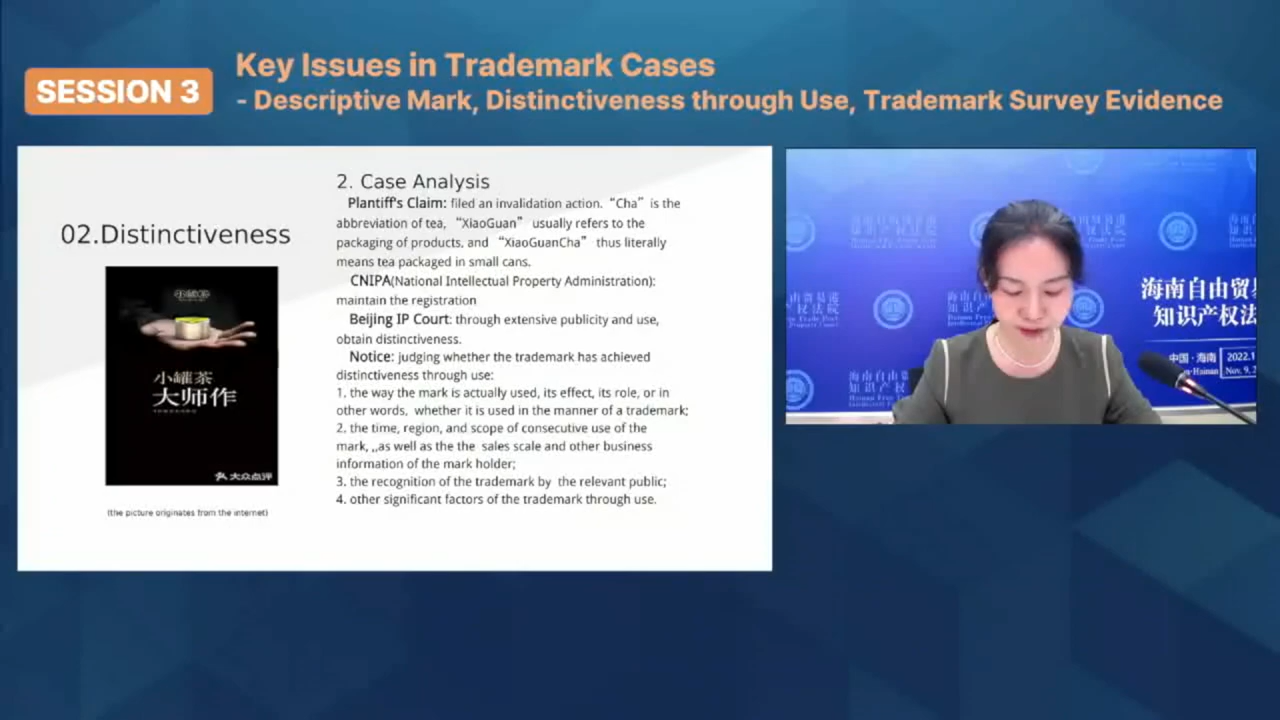 SESSION 3
Key Issues in Trademark Cases
- Descriptive Mark, Distinctiveness through Use, Trademark Survey Evidence
02.Distinctiveness
小罐茶
大师作
大众点评
(the picture originates from the internet)
2. Case Analysis
Plantiff's Claim: filed an invalidation action. “Cha” is the
abbreviation of tea, “XiaoGuan” usually refers to the
packaging of products, and “XiaoGuanCha” thus literally
means tea packaged in small cans.
CNIPA(National Intellectual Property Administration):
maintain the registration
Beijing IP Court: through extensive publicity and use,
obtain distinctiveness.
Notice: judging whether the trademark has achieved
distinctiveness through use:
1. the way the mark is actually used, its effect, its role, or in
other words, whether it is used in the manner of a trademark;
2. the time, region, and scope of consecutive use of the
mark, ,,as well as the the sales scale and other business
information of the mark holder;
3. the recognition of the trademark by the relevant public;
4. other significant factors of the trademark through use.
海南自由贸易
知识产权法
中国·海南
2022.1
Hainan
Nov. 9, 2